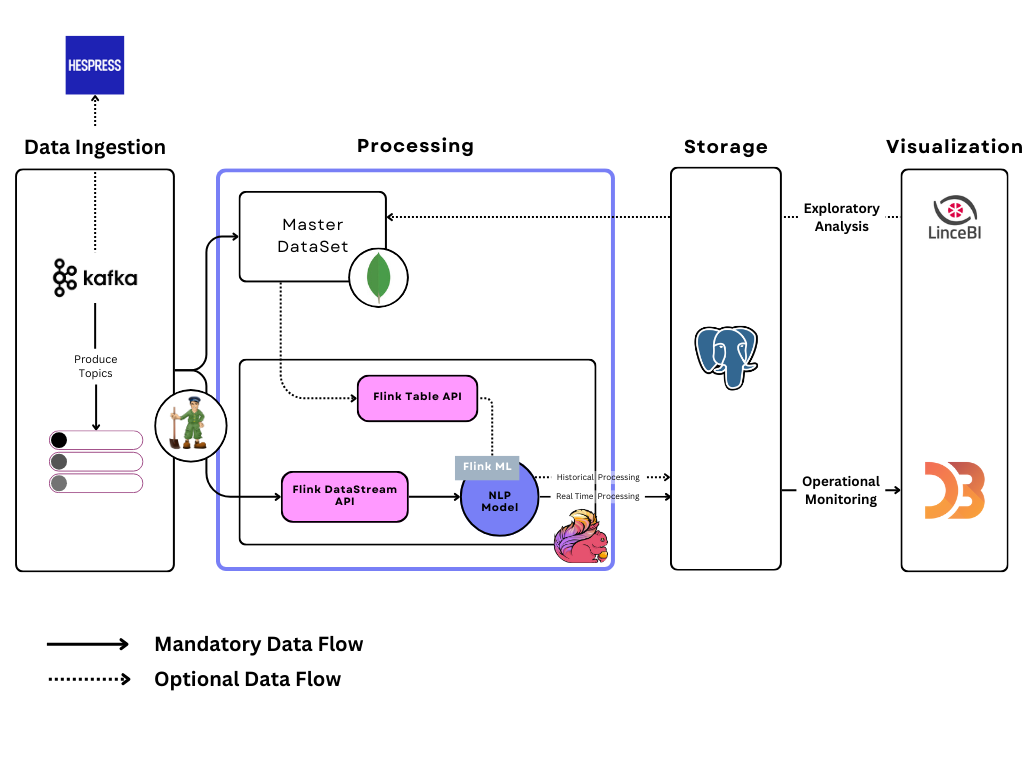 HESPRESS
Data Ingestion
Processing
Storage
Visualization
kafka
Produce
Topics
Master
DataSet
Flink Table API
Flink DataStream
API
Flink ML
NLP
Model
Historical Processing
Real Time Processing
Exploratory
Analysis
Operational
Monitoring
LinceBI
Mandatory Data Flow
Optional Data Flow